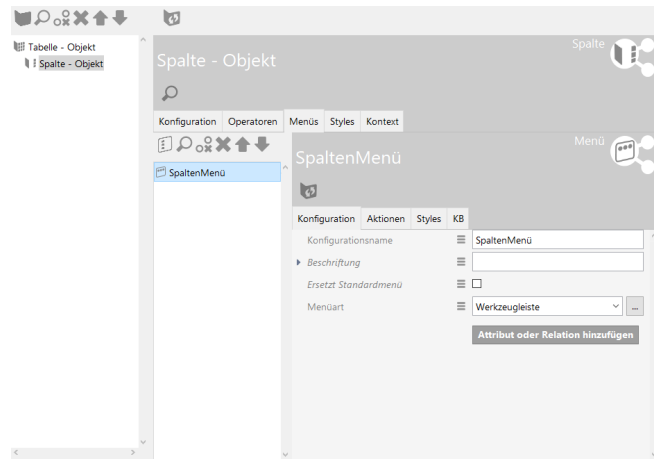 Tabelle - Objekt
Spalte - Objekt
Spalte
Spalte - Objekt
Konfiguration Operatoren Menüs Styles Kontext
SpaltenMenü
Menü
SpaltenMenü
Konfiguration Aktionen Styles KB
Konfigurationsname SpaltenMenü
Beschriftung
Ersetzt Standardmenü
Menüart Werkzeugleiste ...
Attribut oder Relation hinzufügen